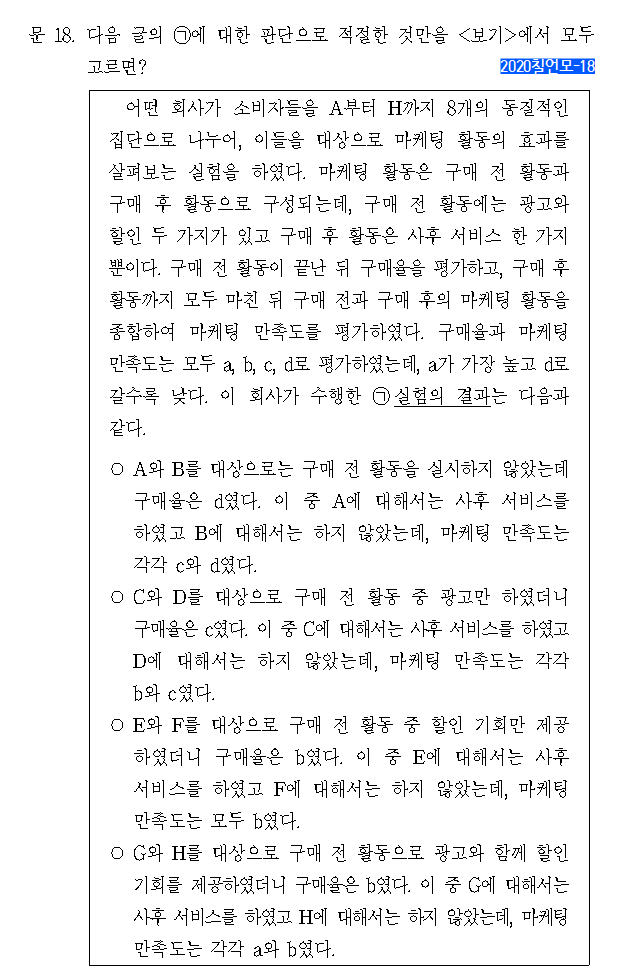 문 18. 다음 글의 ㉠에 대한 판단으로 적절한 것만을 <보기>에서 모두
고르면?
2020침언모-18
어떤 회사가 소비자들을 A부터 H까지 8개의 동질적인
집단으로 나누어, 이들을 대상으로 마케팅 활동의 효과를
살펴보는 실험을 하였다. 마케팅 활동은 구매 전 활동과
구매 후 활동으로 구성되는데, 구매 전 활동에는 광고와
할인 두 가지가 있고 구매 후 활동은 사후 서비스 한 가지
뿐이다. 구매 전 활동이 끝난 뒤 구매율을 평가하고, 구매 후
활동까지 모두 마친 뒤 구매 전과 구매 후의 마케팅 활동을
종합하여 마케팅 만족도를 평가하였다. 구매율과 마케팅
만족도는 모두 a, b, c, d로 평가하였는데, a가 가장 높고 d로
갈수록 낮다. 이 회사가 수행한 ㉠실험의 결과는 다음과
같다.
○ A와 B를 대상으로는 구매 전 활동을 실시하지 않았는데
구매율은 d였다. 이 중 A에 대해서는 사후 서비스를
하였고 B에 대해서는 하지 않았는데, 마케팅 만족도는
각각 c와 d였다.
○ C와 D를 대상으로 구매 전 활동 중 광고만 하였더니
구매율은 c였다. 이 중 C에 대해서는 사후 서비스를 하였고
D에 대해서는 하지 않았는데, 마케팅 만족도는 각각
b와 c였다.
○ E와 F를 대상으로 구매 전 활동 중 할인 기회만 제공
하였더니 구매율은 b였다. 이 중 E에 대해서는 사후
서비스를 하였고 F에 대해서는 하지 않았는데, 마케팅
만족도는 모두 b였다.
○ G와 H를 대상으로 구매 전 활동으로 광고와 함께 할인
기회를 제공하였더니 구매율은 b였다. 이 중 G에 대해서는
사후 서비스를 하였고 H에 대해서는 하지 않았는데, 마케팅
만족도는 각각 a와 b였다.